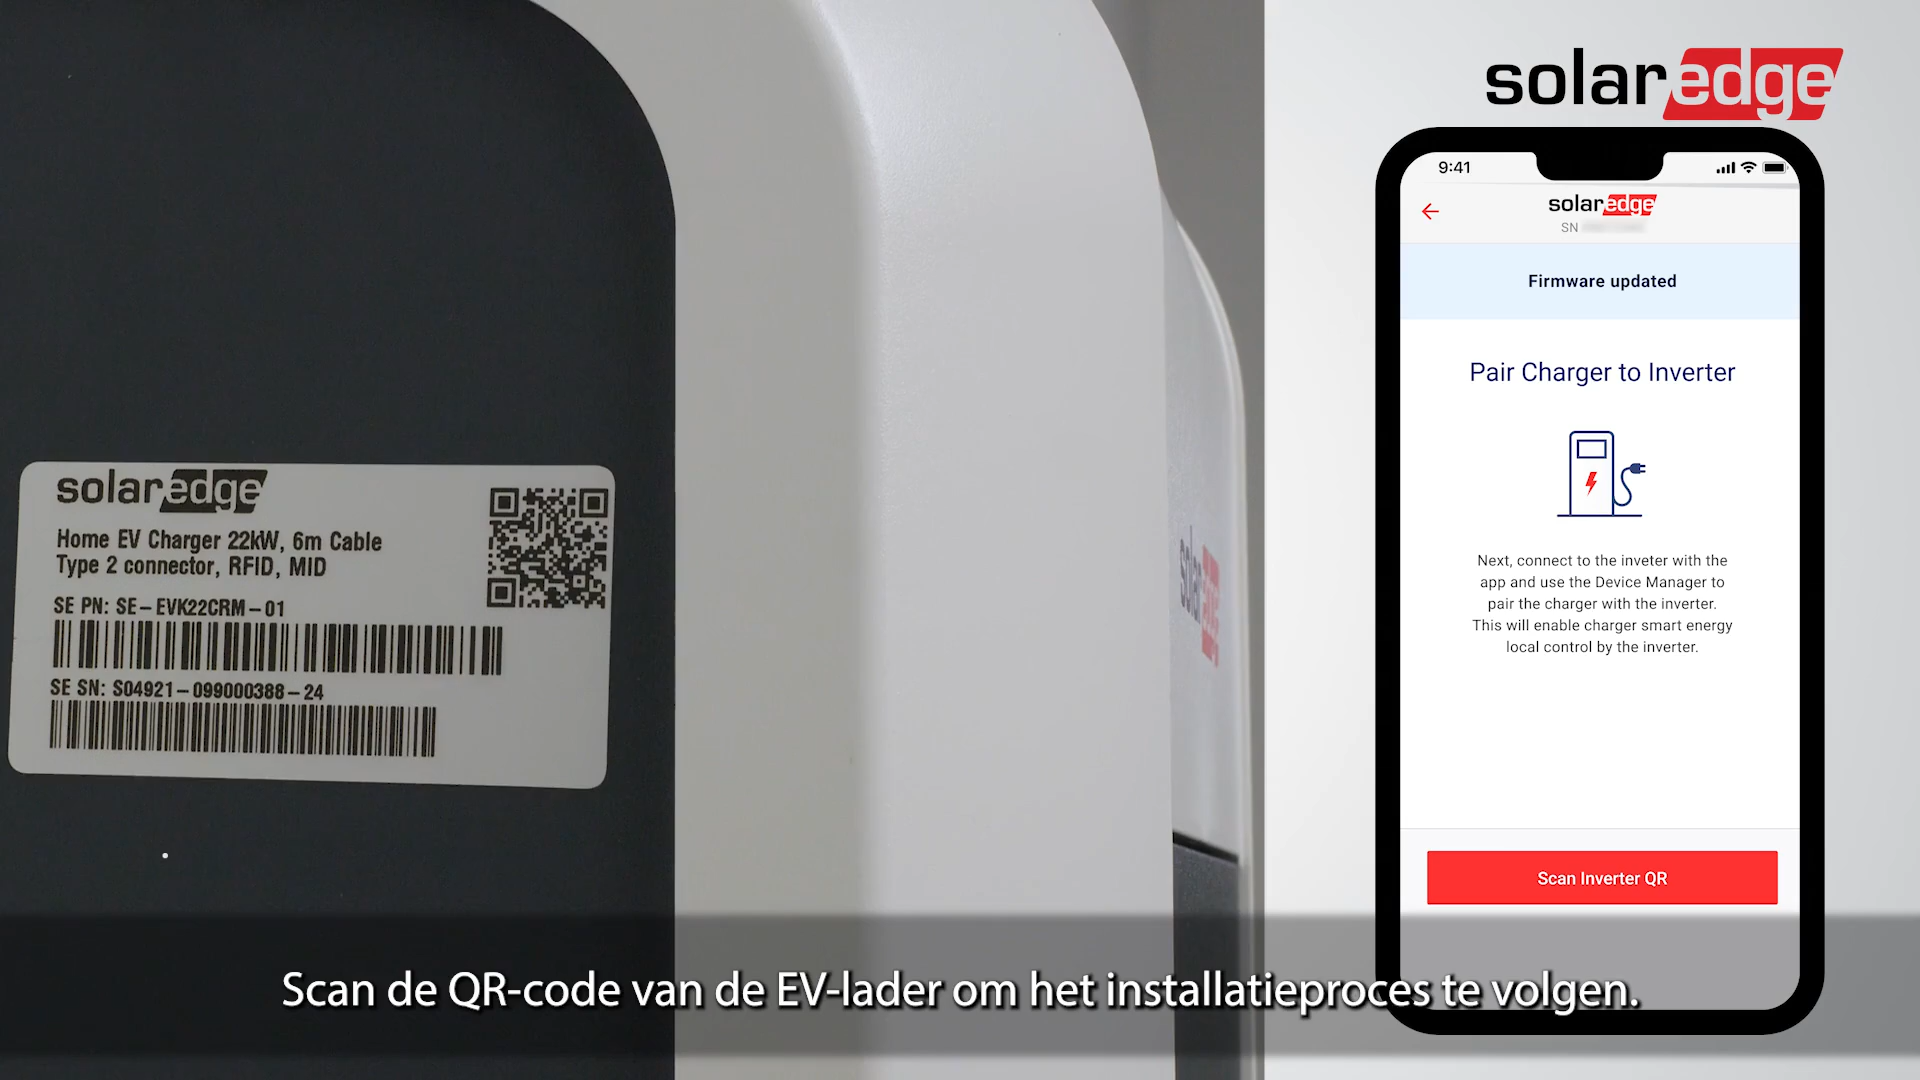 solaredge
Home EV Charger 22kW, 6m Cable
Type 2 connector, RFID, MID
SE PN: SE-EVK22CRM-01
SE SN: S04921-099000388-24
solaredge
solaredge
9:41
solaredge
SN
Firmware updated
Pair Charger to Inverter
Next, connect to the inveter with the
app and use the Device Manager to
pair the charger with the inverter.
This will enable charger smart energy
local control by the inverter.
Scan Inverter QR
Scan de QR-code van de EV-lader om het installatieproces te volgen.